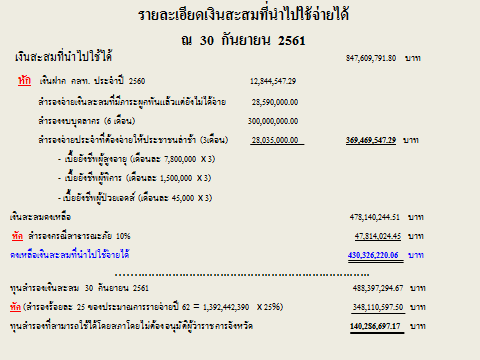 รายละเอียดเงินสะสมที่นำไปใช้จ่ายได้
ณ 30 กันยายน 2561
เงินสะสมที่นำไปใช้ได้ 847,609,791.80 บาท
หัก เงินฝาก กสท. ประจำปี 2560 12,844,547.29
สำรองจ่ายเงินสะสมที่มีภาระผูกพันแล้วแต่ยังไม่ได้จ่าย 28,590,000.00
สำรองงบบุคลากร (6 เดือน) 300,000,000.00
สำรองจ่ายประจำที่ต้องจ่ายให้ประชาชนล่าช้า (3เดือน) 28,035,000.00 369,469,547.29 บาท
- เบี้ยยังชีพผู้สูงอายุ (เดือนละ 7,800,000 x 3)
- เบี้ยยังชีพผู้พิการ (เดือนละ 1,500,000 x 3)
-เบี้ยยังชีพผู้ป่วยเอดส์ (เดือนละ 45,000 x 3)
เงินสะสมคงเหลือ 478,140,244.51 บาท
หัก สำรองกรณีสาธารณภัย 10% 47,814,024.45 บาท
คงเหลือเงินสะสมที่นำไปใช้จ่ายได้ 430,326,220.06 บาท
ทุนสำรองเงินสะสม 30 กันยายน 2561 488,397,294.67 บาท
หัก (สำรองร้อยละ 25 ของประมาณการรายจ่ายปี 62 = 1,392,442,390 x 25%) 348,110,597.50 บาท
ทุนสำรองที่สามารถใช้ได้โดยสภาโดยไม่ต้องอนุมัติผู้ว่าราชการจังหวัด 140,286,697.17 บาท